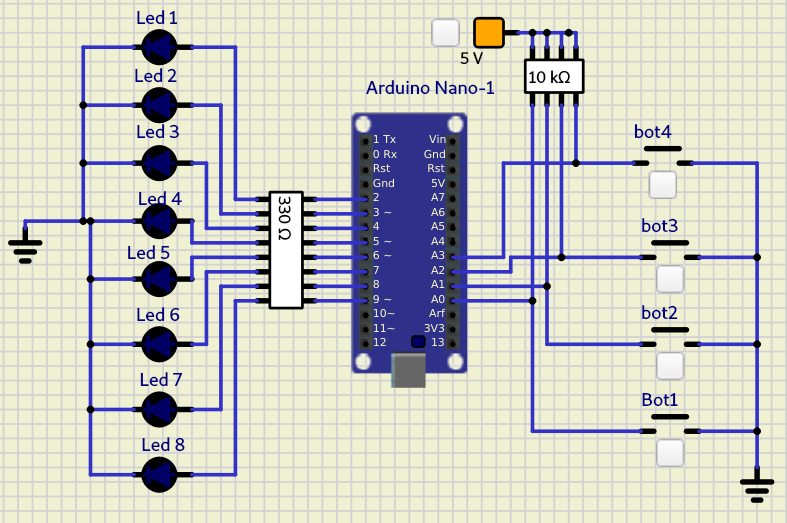 Led 1
Led 2
Led 3
Led 4
Led 5
Led 6
Led 7
Led 8
330 Ω
Arduino Nano-1
1 Tx
0 Rx
Rst
Gnd
2
3 ~
4
5 ~
6 ~
7
8
9 ~
10~
11~
12
Vin
Gnd
Rst
5V
A7
A6
A5
A4
A3
A2
A1
A0
Arf
3V3
13
5 V
10 kΩ
bot4
bot3
bot2
Bot1